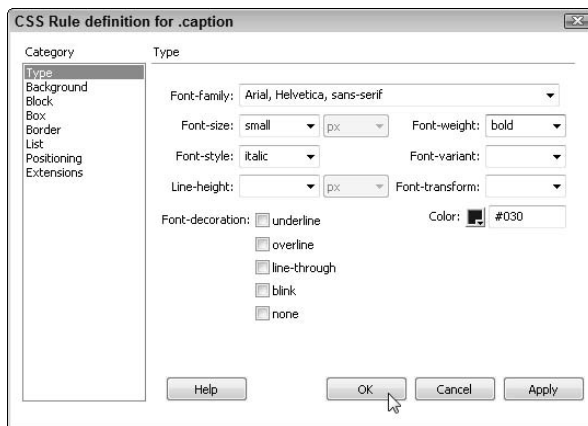 CSS Rule definition for .caption
Category
Type
Type
Background
Block
Box
Border
List
Positioning
Extensions
Font-family: Arial, Helvetica, sans-serif
Font-size: small px Font-weight: bold
Font-style: italic Font-variant:
Line-height: px Font-transform:
Font-decoration: underline Color: #030
overline
line-through
blink
none
Help OK Cancel Apply